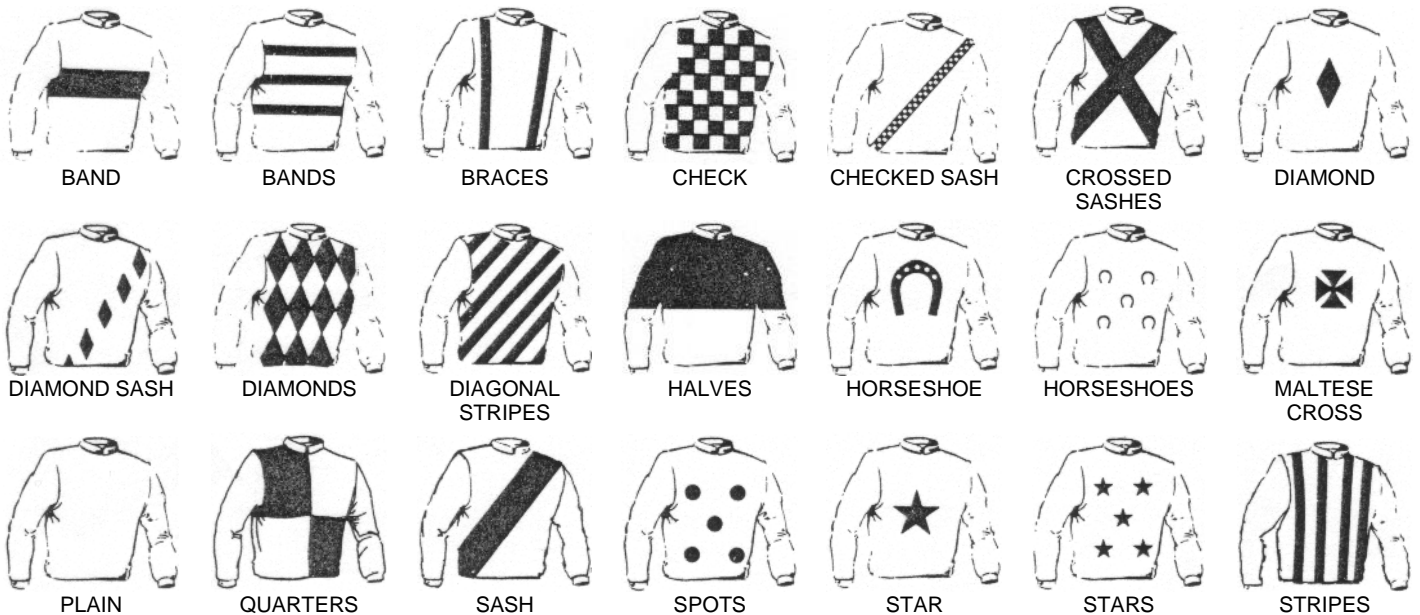 BAND
BANDS
BRACES
CHECK
CHECKED SASH
CROSSED
SASHES
DIAMOND
DIAMOND SASH
DIAMONDS
DIAGONAL
STRIPES
HALVES
HORSESHOE
HORSESHOES
MALTESE
CROSS
PLAIN
QUARTERS
SASH
SPOTS
STAR
STARS
STRIPES